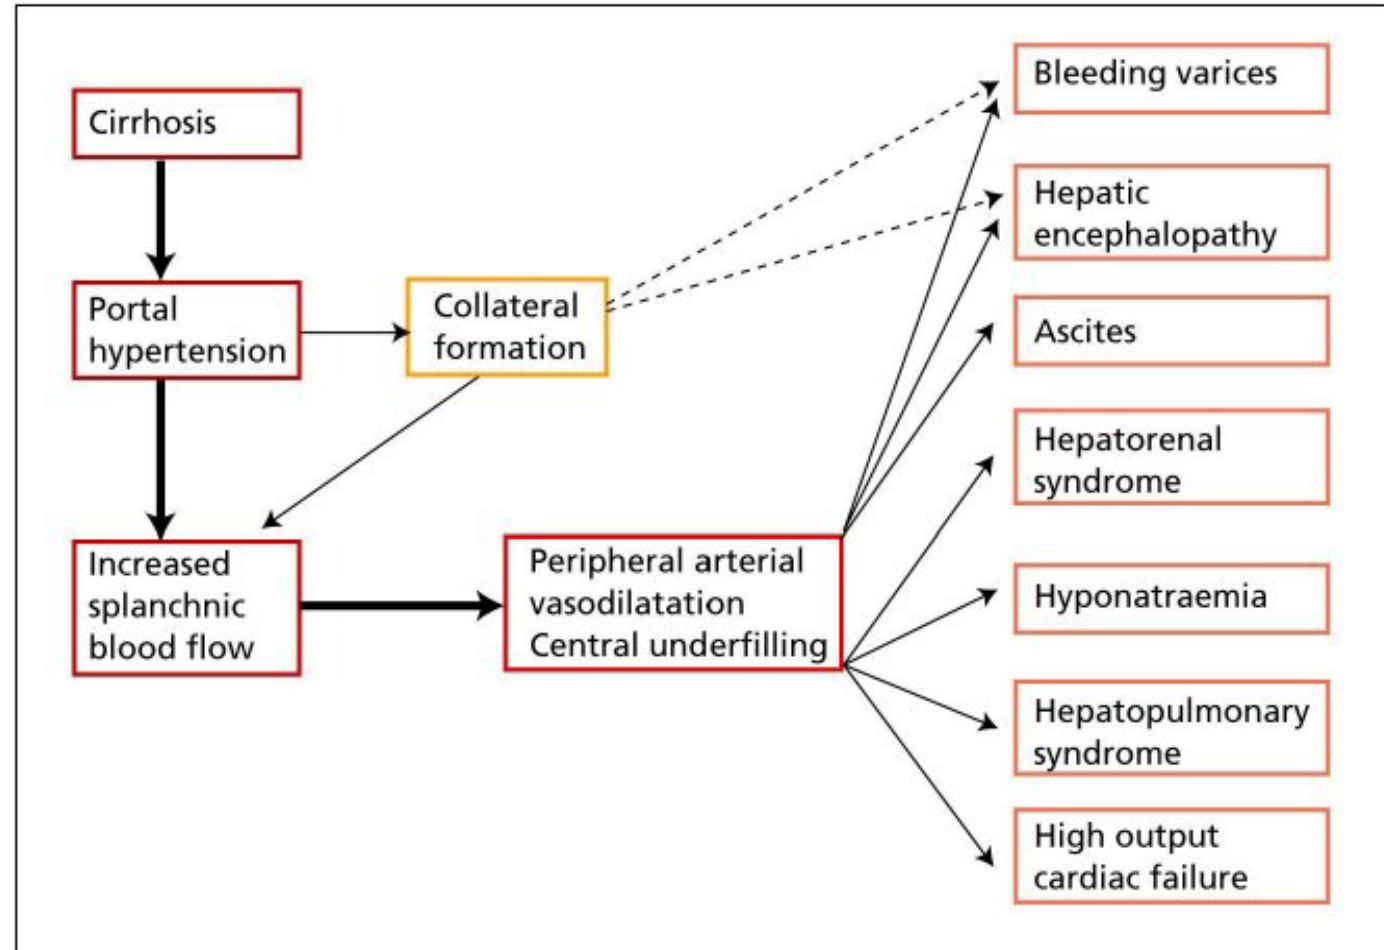 Cirrhosis
Portal
hypertension
Collateral
formation
Increased
splanchnic
blood flow
Peripheral arterial
vasodilatation
Central underfilling
Bleeding varices
Hepatic
encephalopathy
Ascites
Hepatorenal
syndrome
Hyponatraemia
Hepatopulmonary
syndrome
High output
cardiac failure